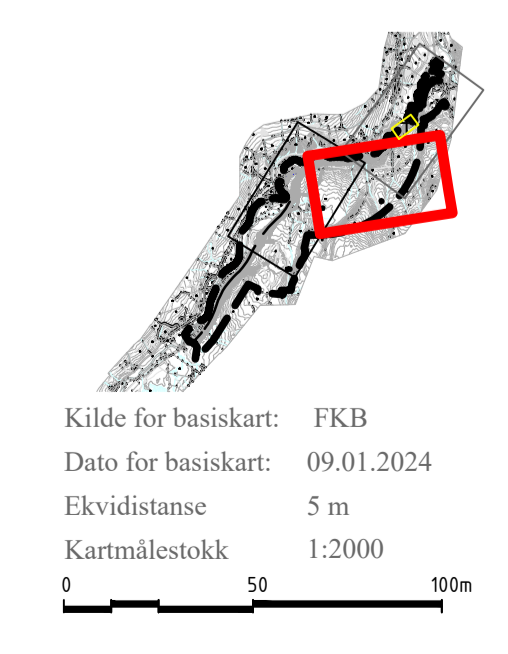 Kilde for basiskart: FKB
Dato for basiskart: 09.01.2024
Ekvidistanse 5 m
Kartmålestokk 1:2000
0 50 100m